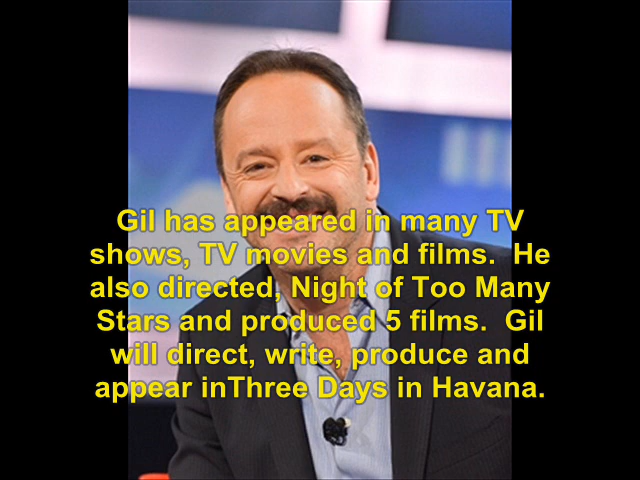 Gil has appeared in many TV
shows, TV movies and films.  He
also directed, Night of Too Many
Stars and produced 5 films.  Gil
will direct, write, produce and
appear inThree Days in Havana.